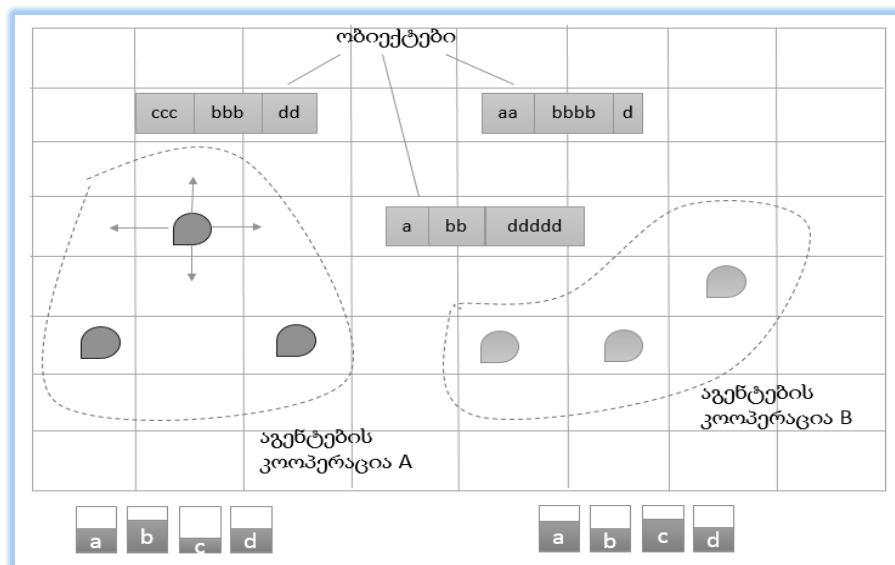 ობიექტები
ccc bbb dd
aa bbbb d
a bb ddddd
აგენტების
კოოპერაცია B
აგენტების
კოოპერაცია A
a b c d
a b c d